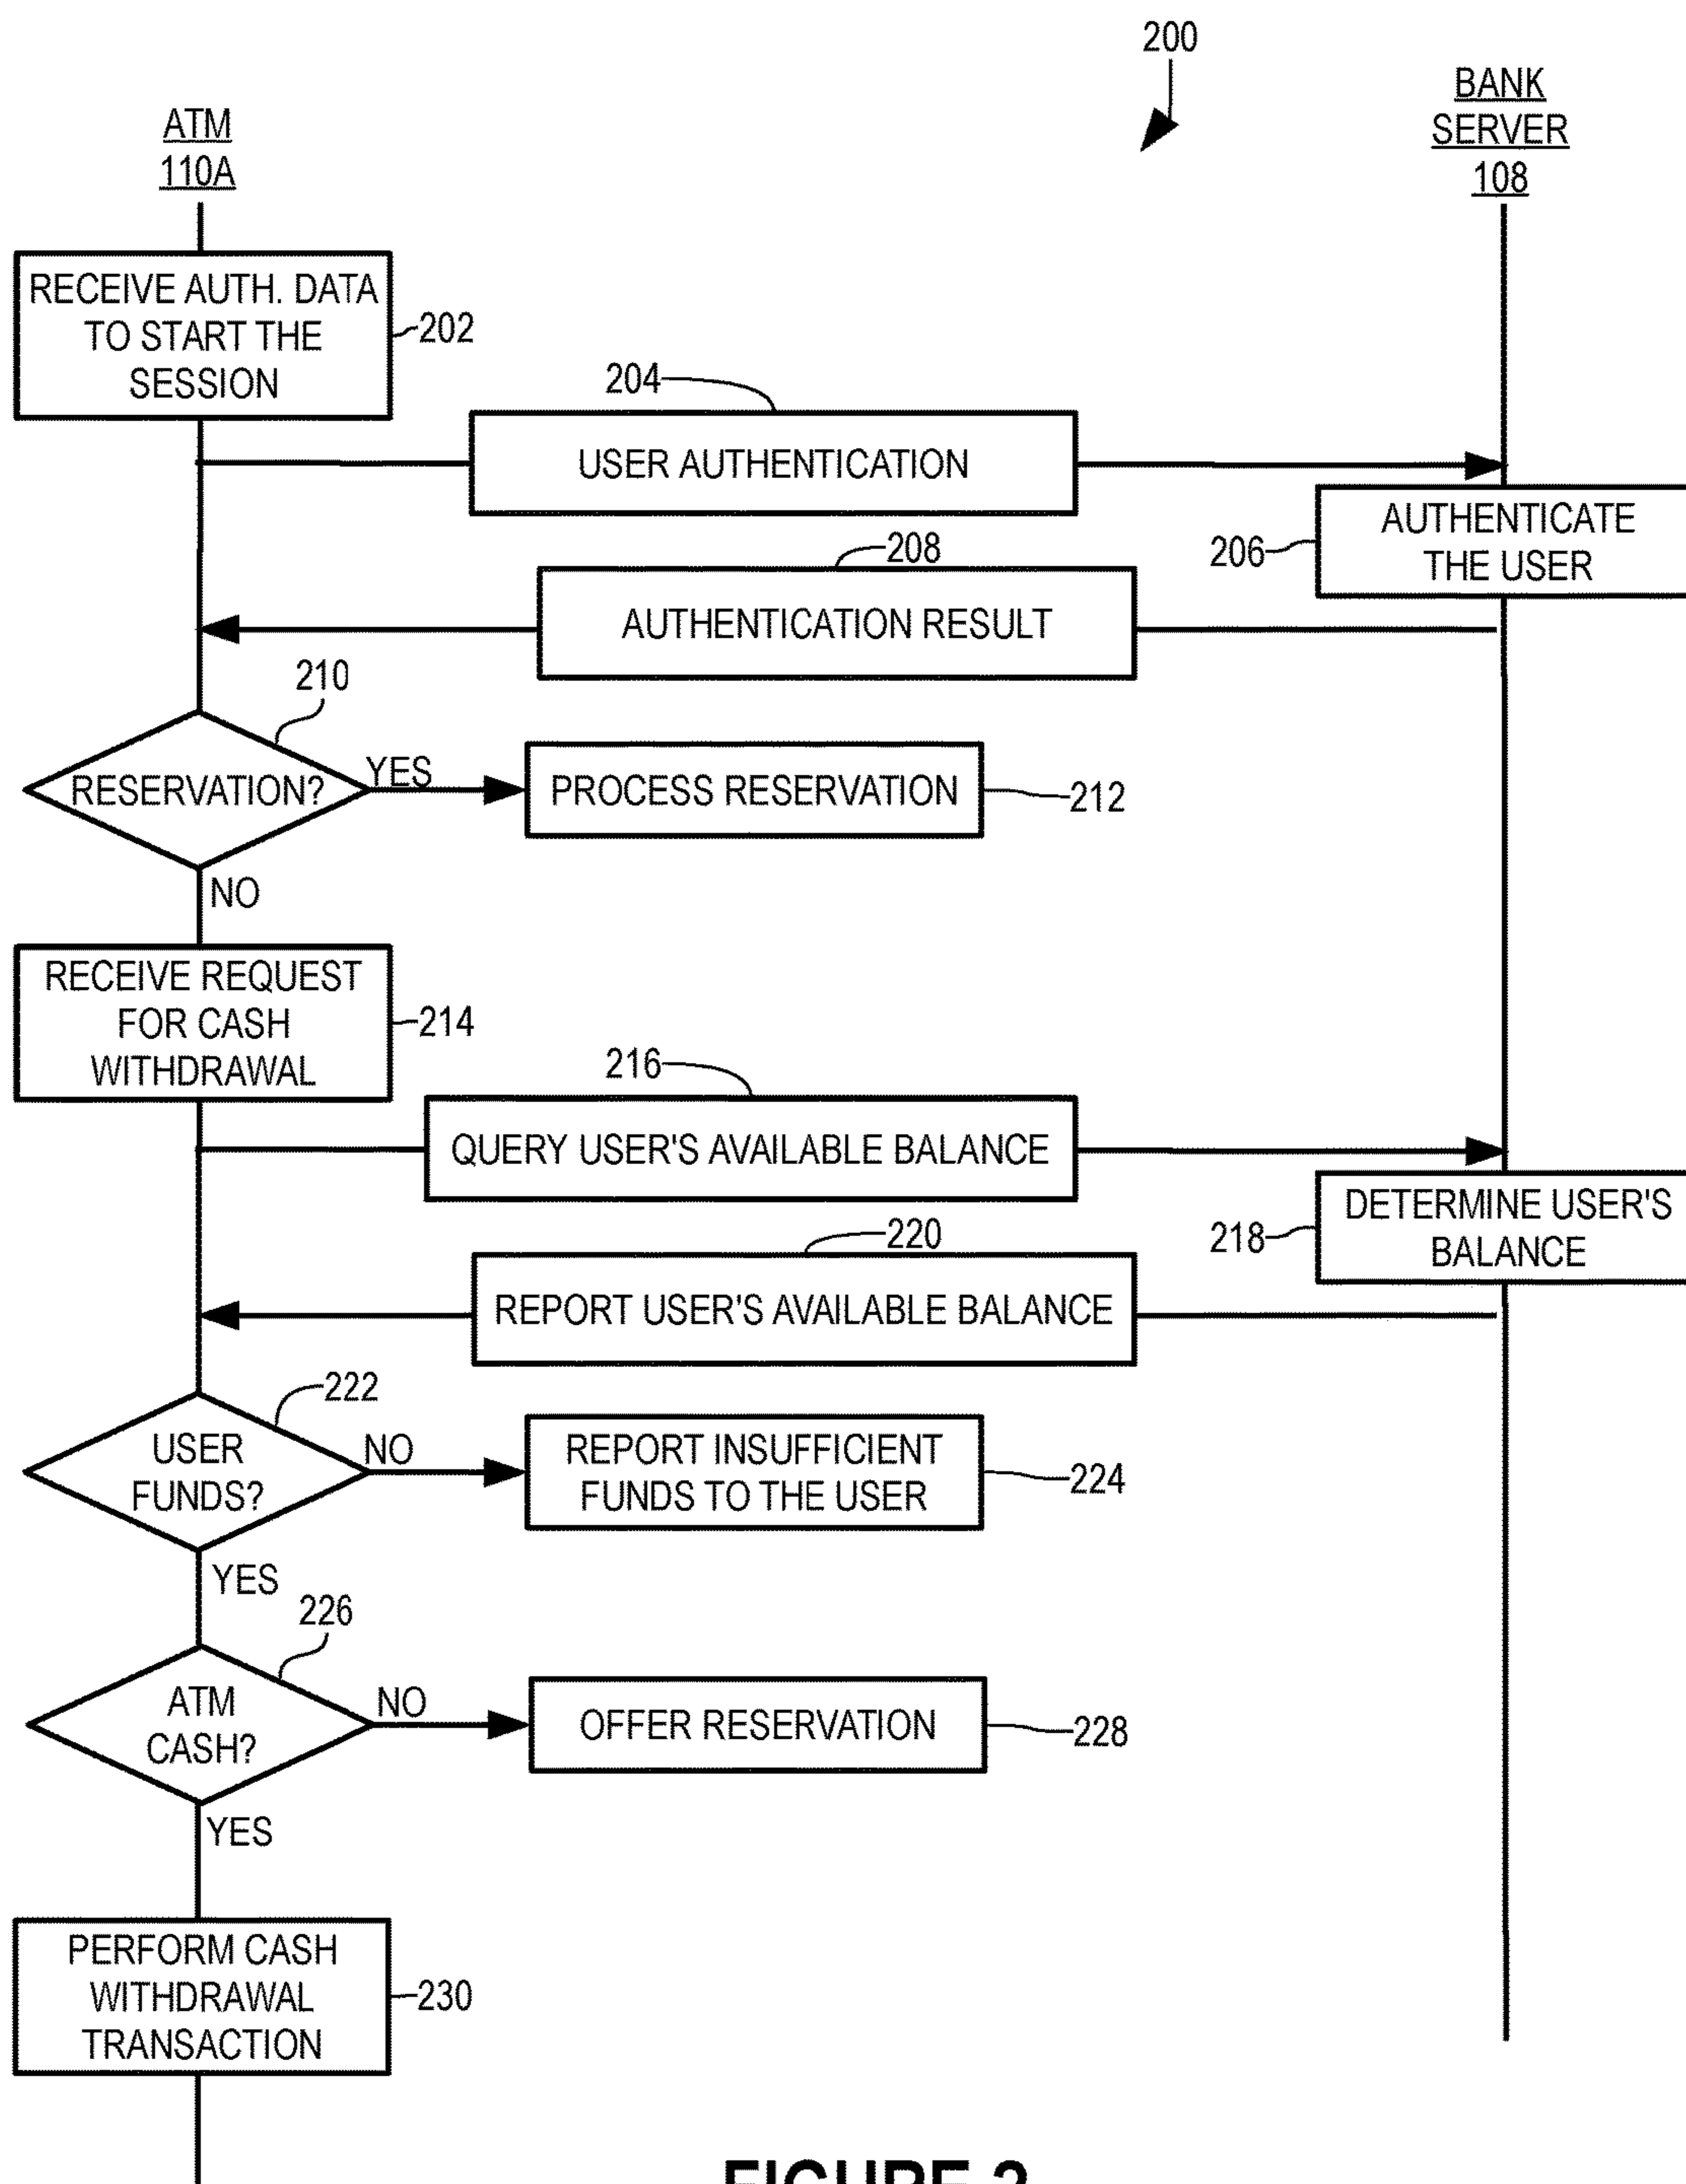 200
ATM
110A
BANK
SERVER
108
RECEIVE AUTH. DATA
TO START THE
SESSION
202
204
USER AUTHENTICATION
AUTHENTICATE
THE USER
206
208
AUTHENTICATION RESULT
210
RESERVATION?
YES
PROCESS RESERVATION
212
NO
RECEIVE REQUEST
FOR CASH
WITHDRAWAL
214
216
QUERY USER'S AVAILABLE BALANCE
DETERMINE USER'S
BALANCE
218
220
REPORT USER'S AVAILABLE BALANCE
222
USER
FUNDS?
NO
REPORT INSUFFICIENT
FUNDS TO THE USER
224
YES
226
ATM
CASH?
NO
OFFER RESERVATION
228
YES
PERFORM CASH
WITHDRAWAL
TRANSACTION
230
FIGURE 2